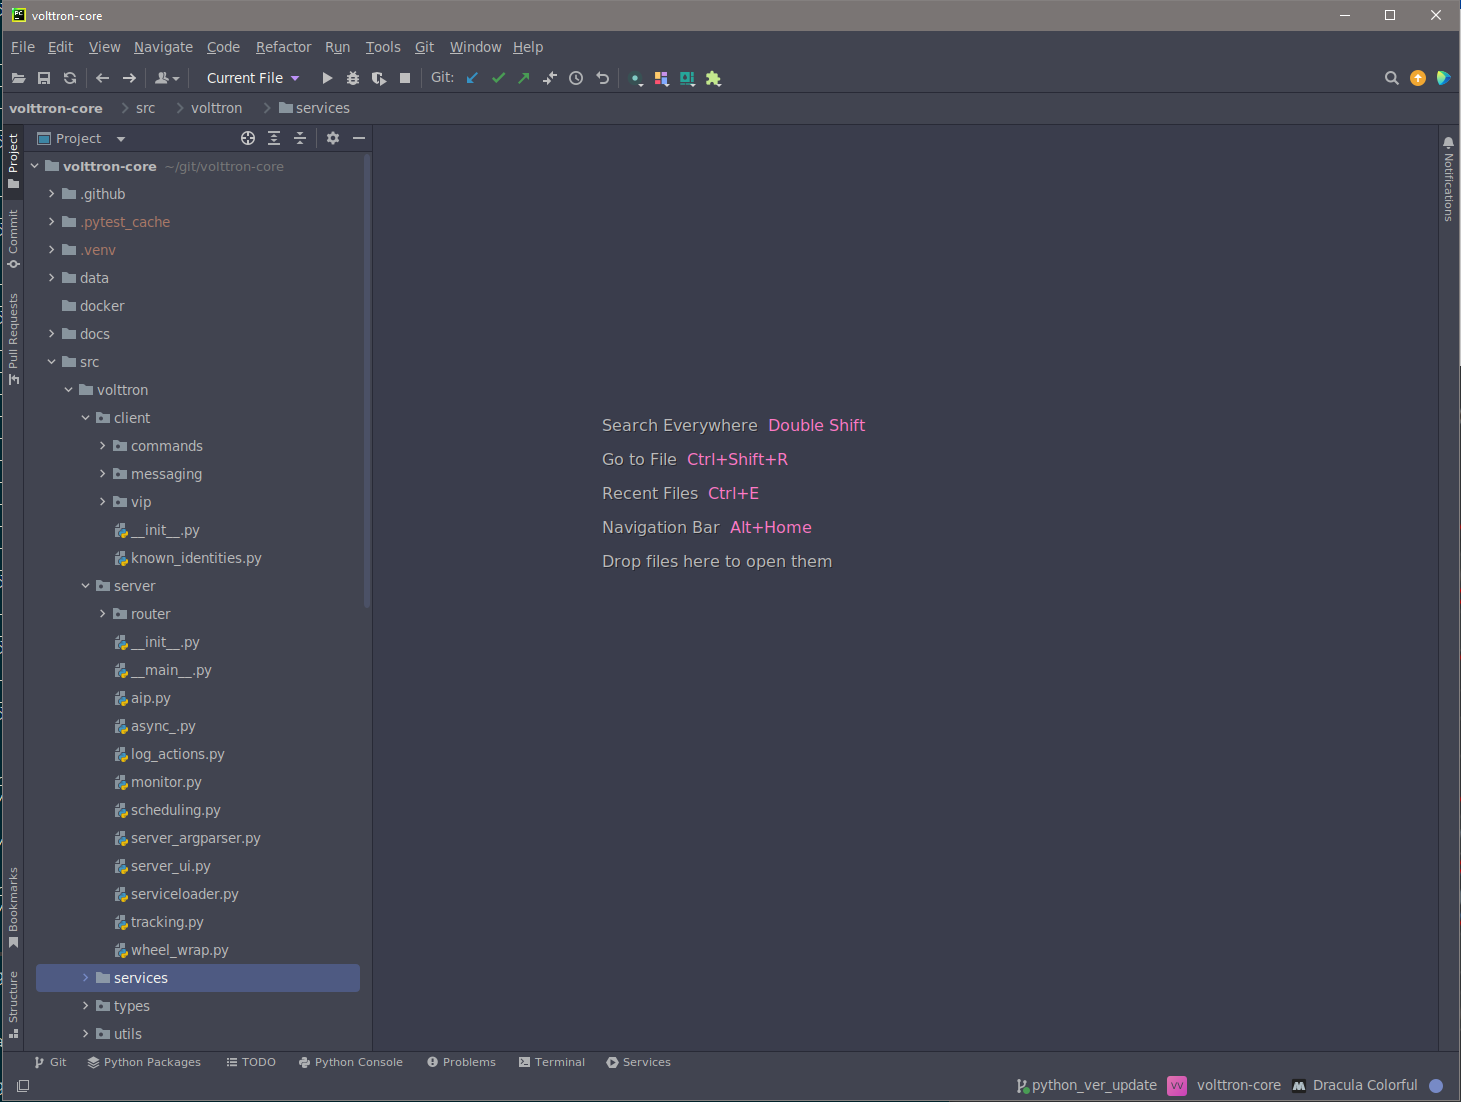 volttron-core
File Edit View Navigate Code Refactor Run Tools Git Window Help
Current File Git:
volttron-core src volttron services
Project
volttron-core ~/git/volttron-core
.github
.pytest_cache
.venv
data
docker
docs
src
volttron
client
commands
messaging
vip
__init__.py
known_identities.py
server
router
__init__.py
__main__.py
aip.py
async_.py
log_actions.py
monitor.py
scheduling.py
server_argparser.py
server_ui.py
serviceloader.py
tracking.py
wheel_wrap.py
services
types
utils
Project
Commit
Pull Requests
Bookmarks
Structure
Search Everywhere Double Shift
Go to File Ctrl+Shift+R
Recent Files Ctrl+E
Navigation Bar Alt+Home
Drop files here to open them
Notifications
Git Python Packages TODO Python Console Problems Terminal Services
python_ver_update VV volttron-core Dracula Colorful